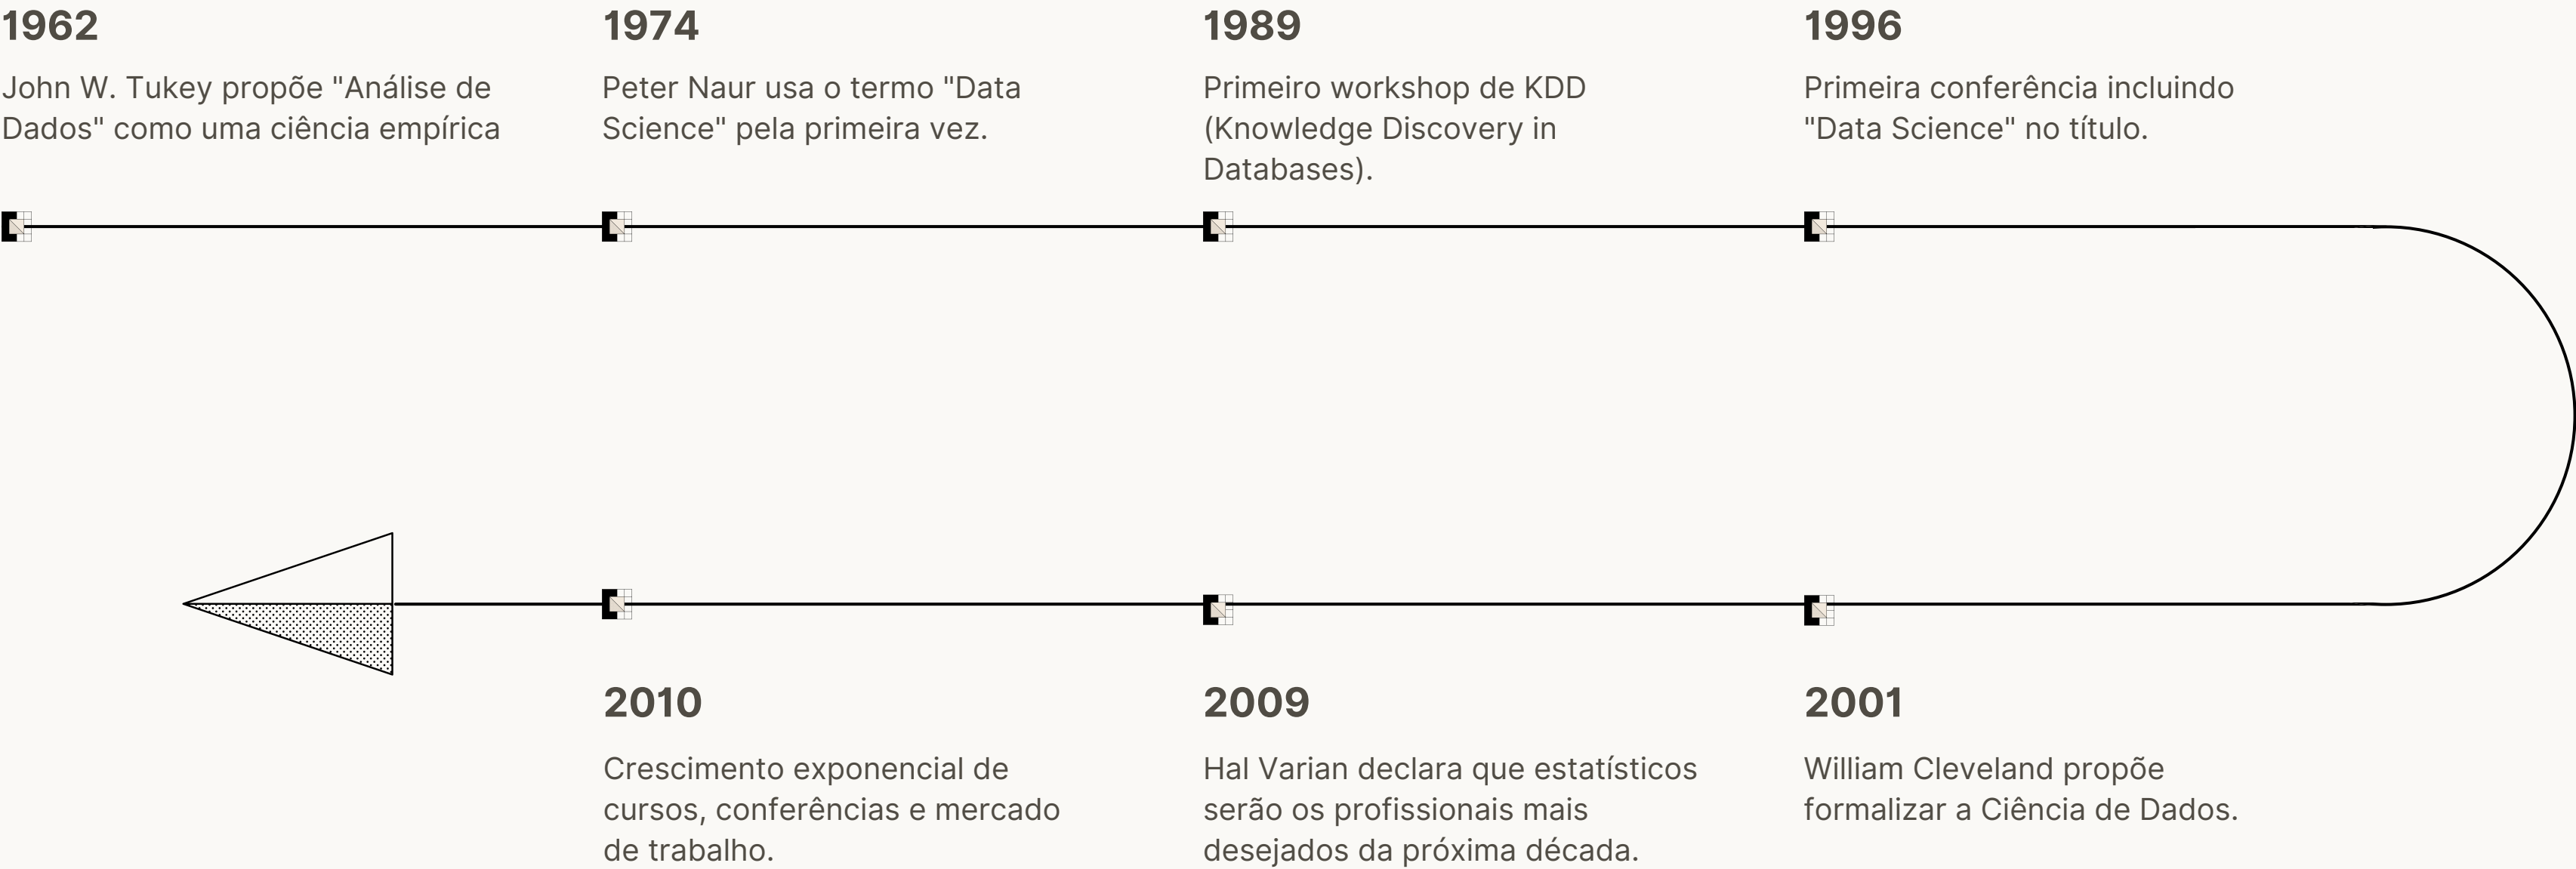 1962
John W. Tukey propõe "Análise de
Dados" como uma ciência empírica
1974
Peter Naur usa o termo "Data
Science" pela primeira vez.
1989
Primeiro workshop de KDD
(Knowledge Discovery in
Databases).
1996
Primeira conferência incluindo
"Data Science" no título.
2001
William Cleveland propõe
formalizar a Ciência de Dados.
2009
Hal Varian declara que estatísticos
serão os profissionais mais
desejados da próxima década.
2010
Crescimento exponencial de
cursos, conferências e mercado
de trabalho.